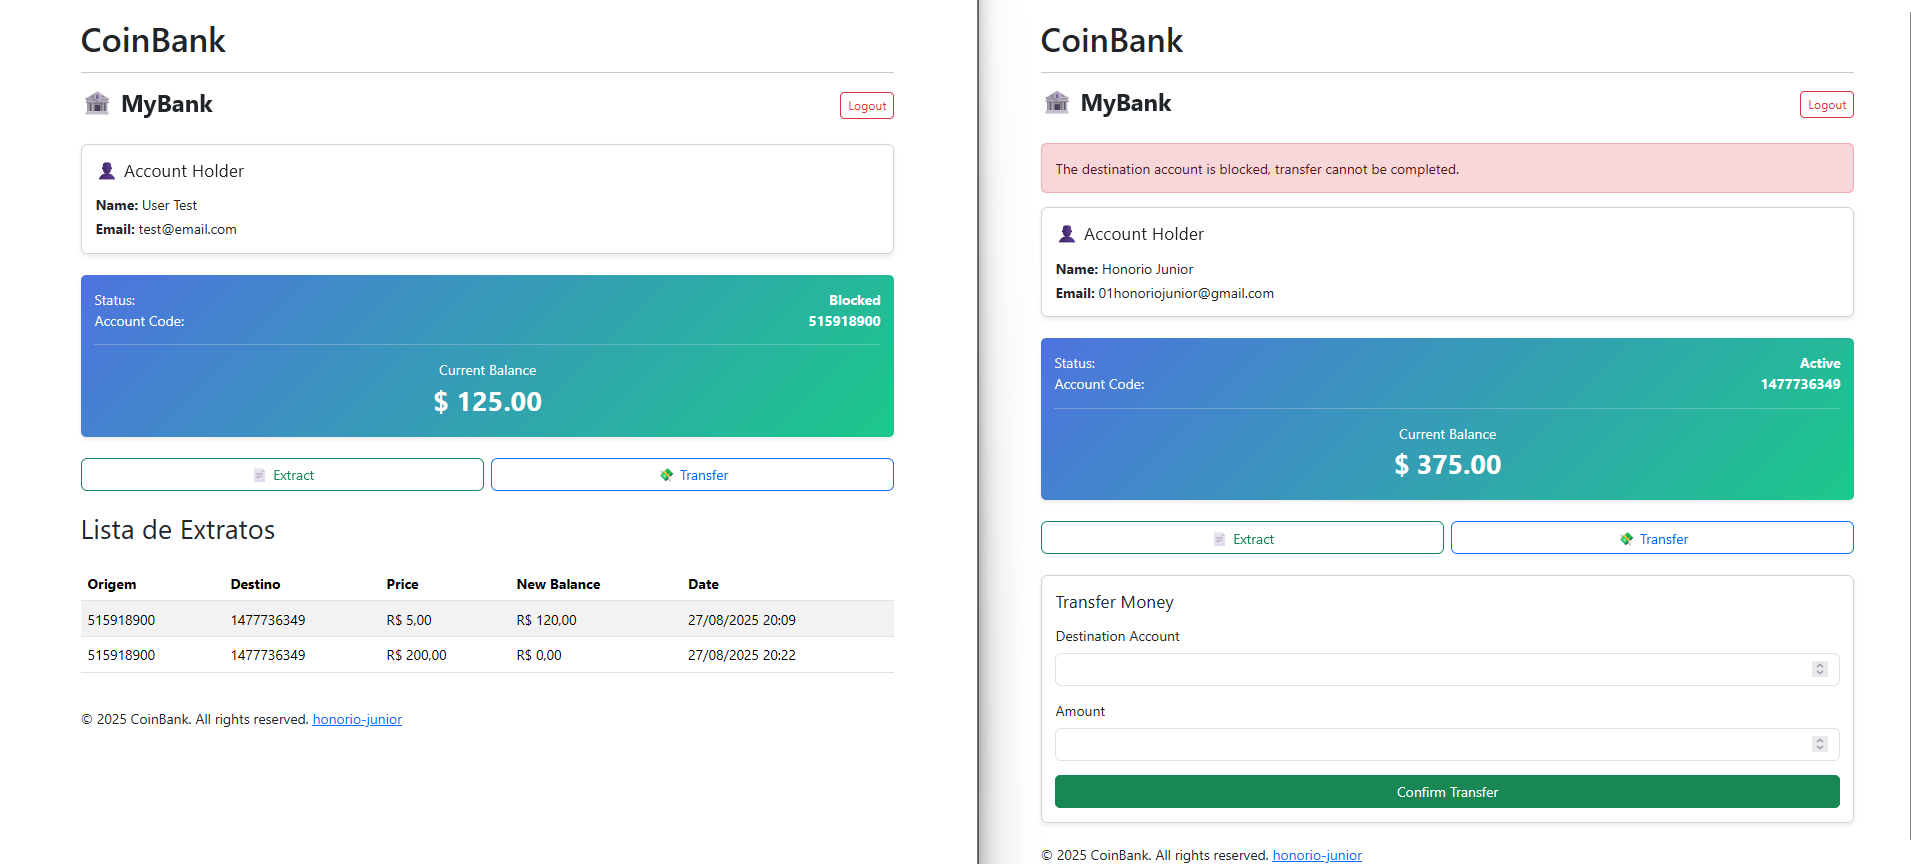 CoinBank
MyBank
Logout
Account Holder
Name: User Test
Email: test@email.com
Status: Blocked
Account Code: 515918900
Current Balance
$ 125.00
Extract
Transfer
Lista de Extratos
Origem Destino Price New Balance Date
515918900 1477736349 R$ 5,00 R$ 120,00 27/08/2025 20:09
515918900 1477736349 R$ 200,00 R$ 0,00 27/08/2025 20:22
© 2025 CoinBank. All rights reserved. honorio-junior
CoinBank
MyBank
Logout
The destination account is blocked, transfer cannot be completed.
Account Holder
Name: Honorio Junior
Email: 01honoriojunior@gmail.com
Status: Active
Account Code: 1477736349
Current Balance
$ 375.00
Extract
Transfer
Transfer Money
Destination Account
Amount
Confirm Transfer
© 2025 CoinBank. All rights reserved. honorio-junior